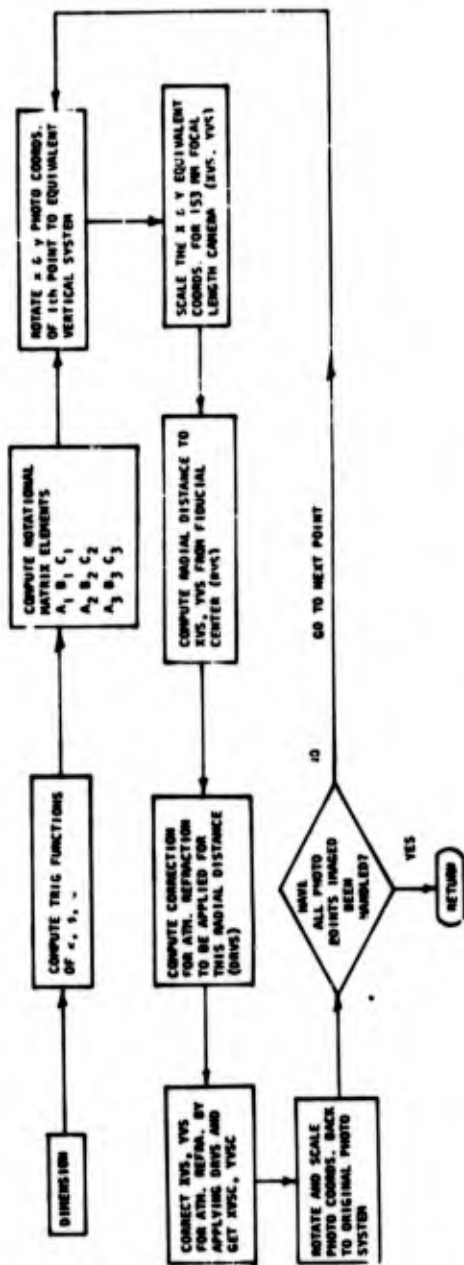 DIMENSION
COMPUTE TRIG FUNCTIONS
OF
COMPUTE ROTATIONAL
MATRIX ELEMENTS
A1 B1 C1
A2 B2 C2
A3 B3 C3
ROTATE x & y PHOTO COORDS.
OF ith POINT TO EQUIVALENT
VERTICAL SYSTEM
SCALE THE X & Y EQUIVALENT
COORDS. FOR 153 MM FOCAL
LENGTH CAMERA (XVS, YVS)
COMPUTE RADIAL DISTANCE TO
XVS, YVS FROM FIDUCIAL
CENTER (RVS)
COMPUTE CORRECTION
FOR ATM. REFRACTION
TO BE APPLIED FOR
THIS RADIAL DISTANCE
(DRVS)
CORRECT XVS, YVS
FOR ATM. REFRA. BY
APPLYING DRVS AND
GET XVSC, YVSC
ROTATE AND SCALE
PHOTO COORDS. BACK
TO ORIGINAL PHOTO
SYSTEM
HAVE
ALL PHOTO
POINTS IMAGED
BEEN
HANDLED?
GO TO NEXT POINT
YES
RETURN